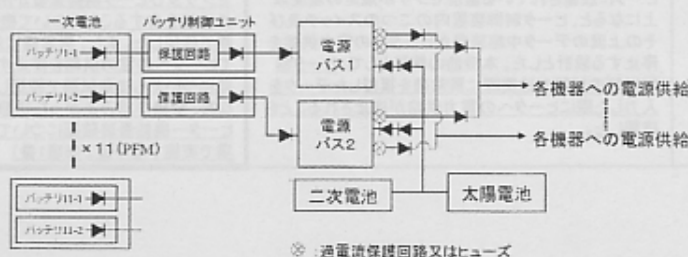 一次電池
バッテリ制御ユニット
バッテリ1-1
保護回路
バッテリ1-2
保護回路
×11(PFM)
バッテリ11-1
バッテリ11-2
電源
バス1
電源
バス2
各機器への電源供給
各機器への電源供給
二次電池
太陽電池
:過電流保護回路又はヒューズ